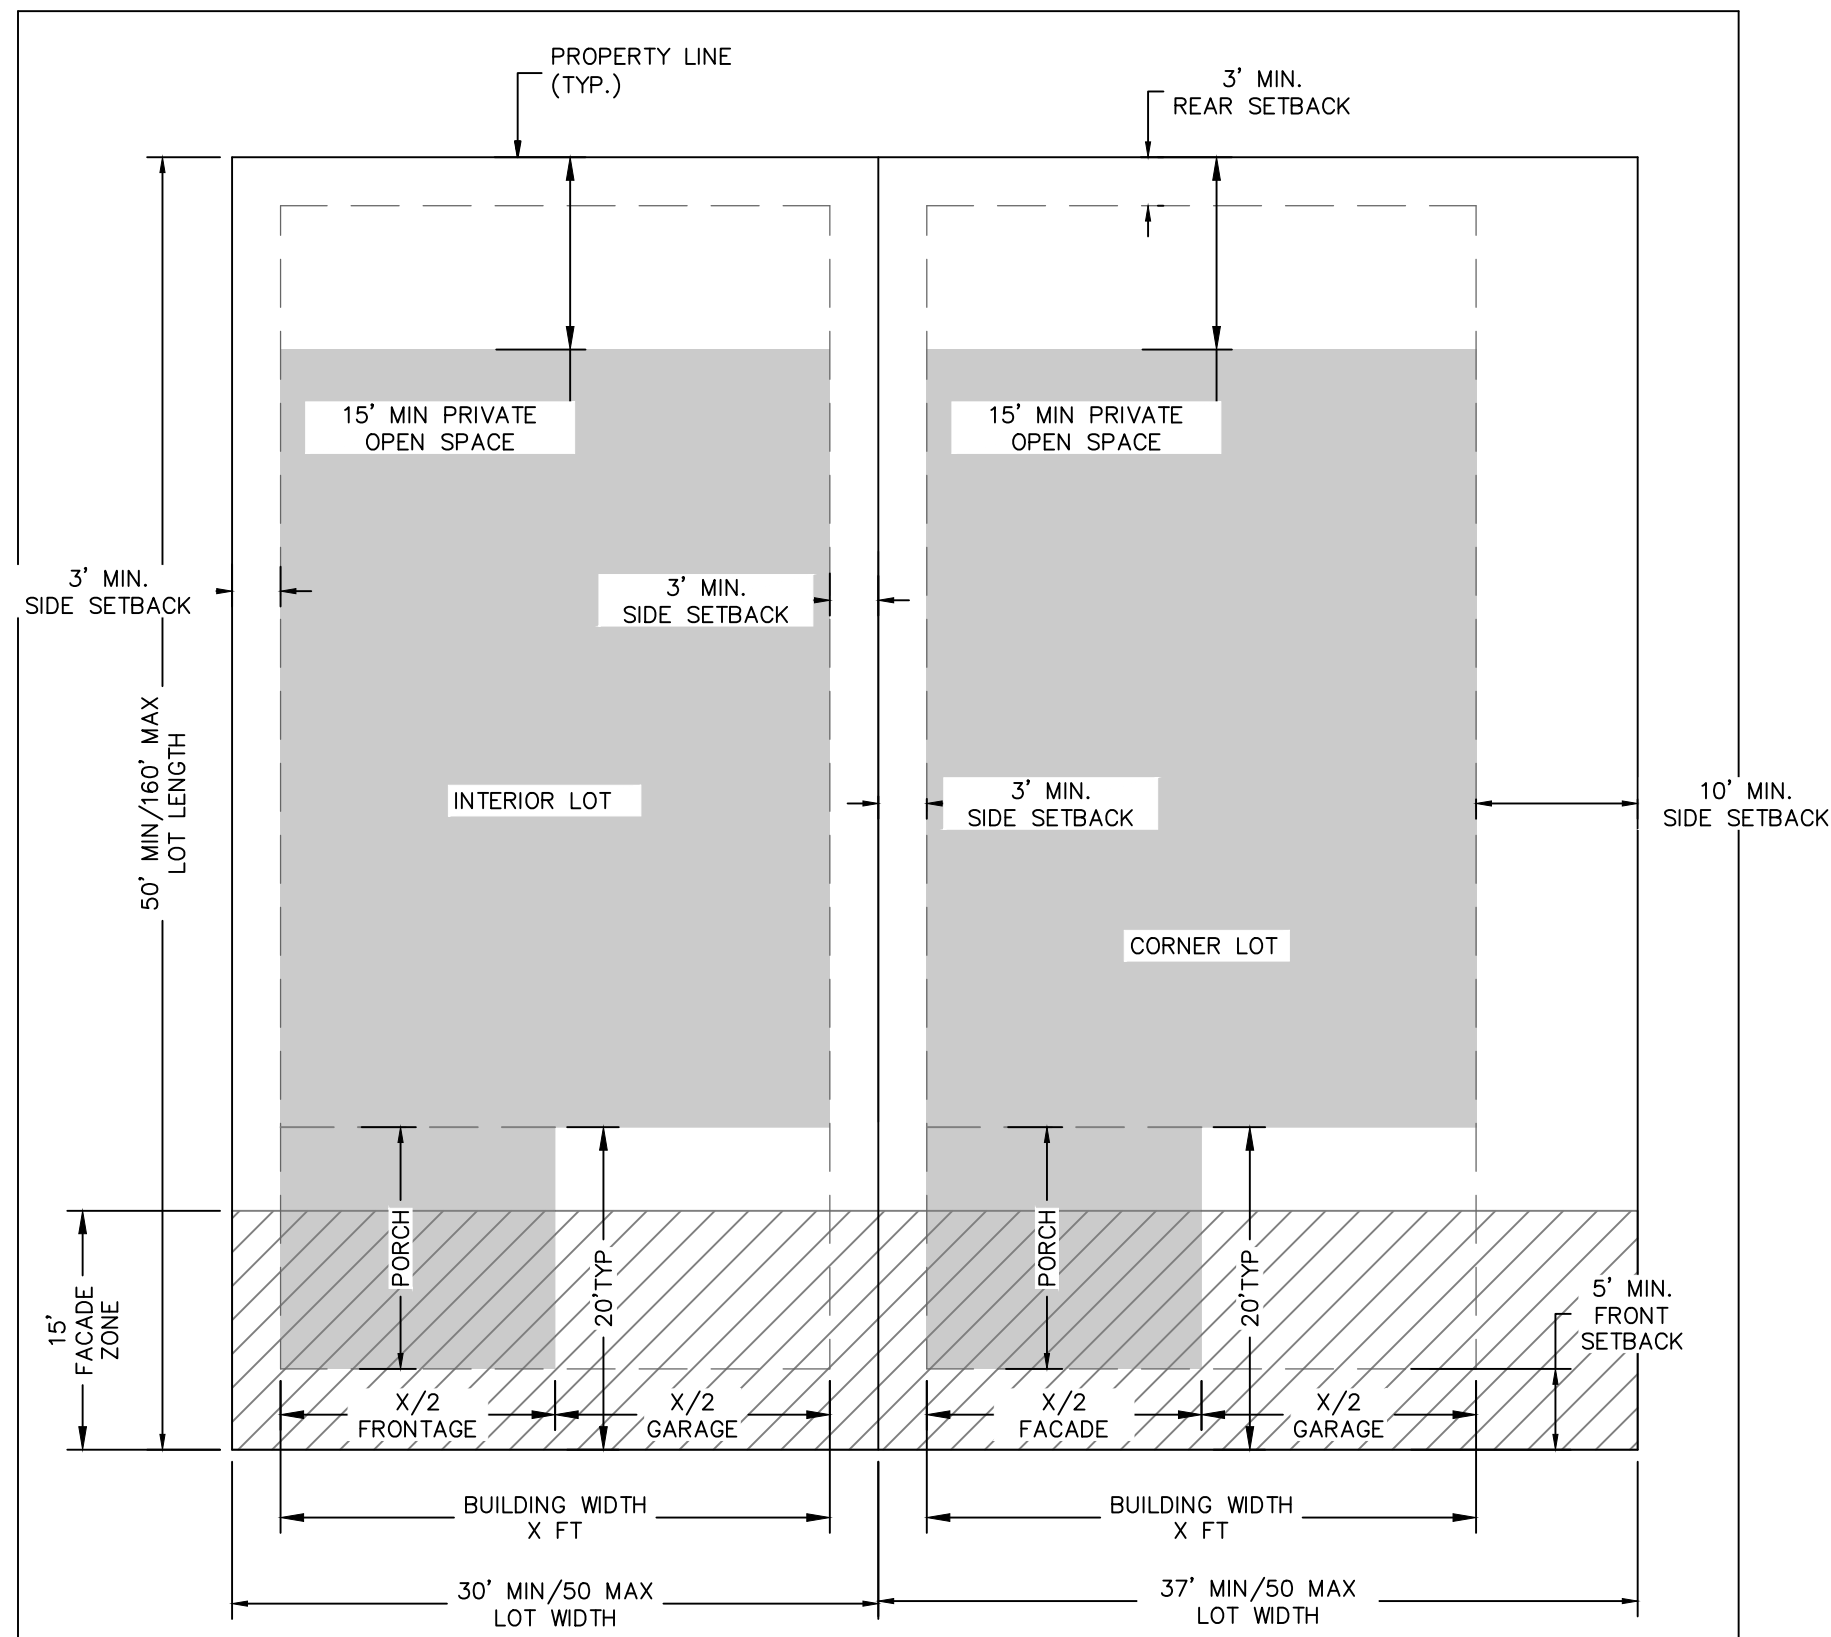 PROPERTY LINE
(TYP.)
3' MIN.
REAR SETBACK
15' MIN PRIVATE
OPEN SPACE
15' MIN PRIVATE
OPEN SPACE
3' MIN.
SIDE SETBACK
3' MIN.
SIDE SETBACK
50' MIN/160' MAX
LOT LENGTH
INTERIOR LOT
3' MIN.
SIDE SETBACK
10' MIN.
SIDE SETBACK
CORNER LOT
15'
FACADE
ZONE
PORCH
20'TYP
PORCH
20'TYP
5' MIN.
FRONT
SETBACK
X/2
FRONTAGE
X/2
GARAGE
X/2
FACADE
X/2
GARAGE
BUILDING WIDTH
X FT
BUILDING WIDTH
X FT
30' MIN/50 MAX
LOT WIDTH
37' MIN/50 MAX
LOT WIDTH